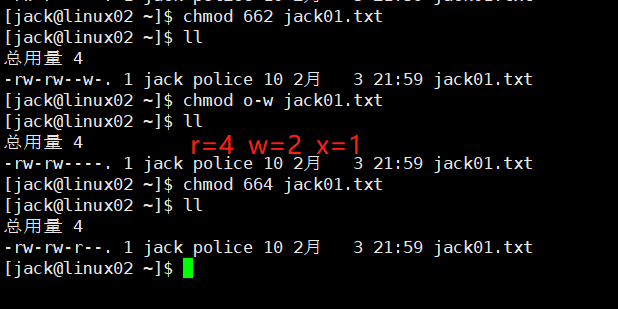 [jack@linux02 ~]$ chmod 662 jack01.txt
[jack@linux02 ~]$ ll
总用量 4
-rw-rw--w-. 1 jack police 10 2月   3 21:59 jack01.txt
[jack@linux02 ~]$ chmod o-w jack01.txt
[jack@linux02 ~]$ ll
总用量 4
r=4 w=2 x=1
-rw-rw----. 1 jack police 10 2月   3 21:59 jack01.txt
[jack@linux02 ~]$ chmod 664 jack01.txt
[jack@linux02 ~]$ ll
总用量 4
-rw-rw-r--. 1 jack police 10 2月   3 21:59 jack01.txt
[jack@linux02 ~]$